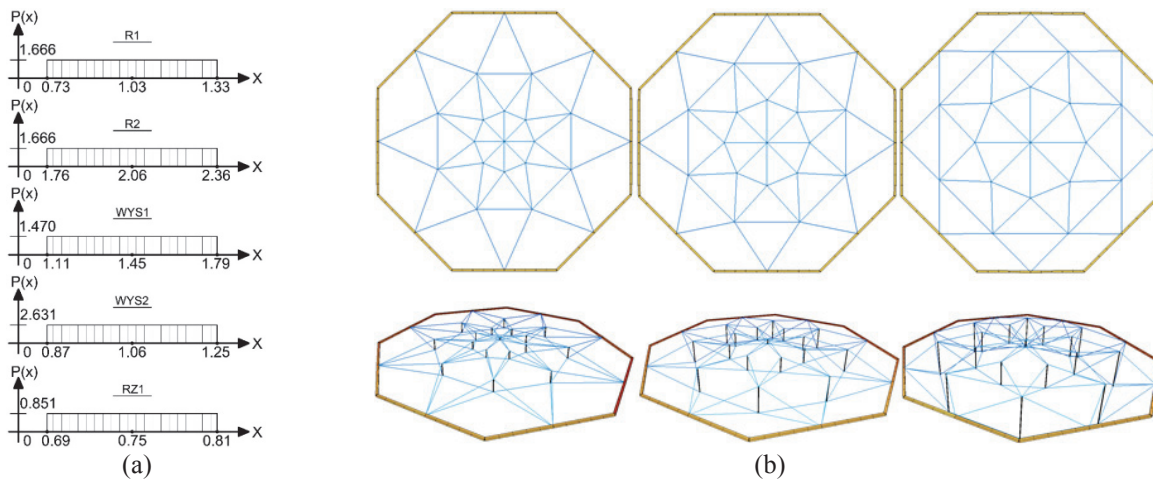 P(x)
R1
1.666
0 0.73 1.03 1.33 X
P(x)
R2
1.666
0 1.76 2.06 2.36 X
P(x)
WYS1
1.470
0 1.11 1.45 1.79 X
P(x)
WYS2
2.631
0 0.87 1.06 1.25 X
P(x)
RZ1
0.851
0 0.69 0.75 0.81 X
(a) (b)